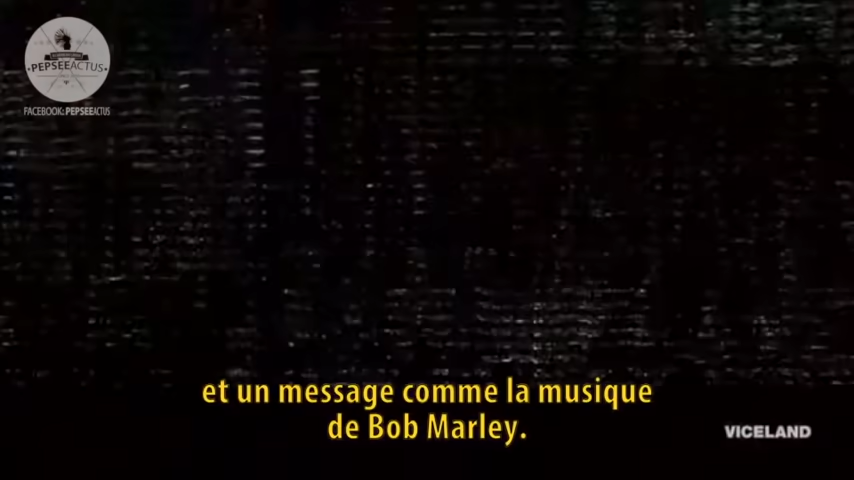 PEPSEEACTUS
FACEBOOK: PEPSEEACTUS
et un message comme la musique
de Bob Marley.
VICELAND